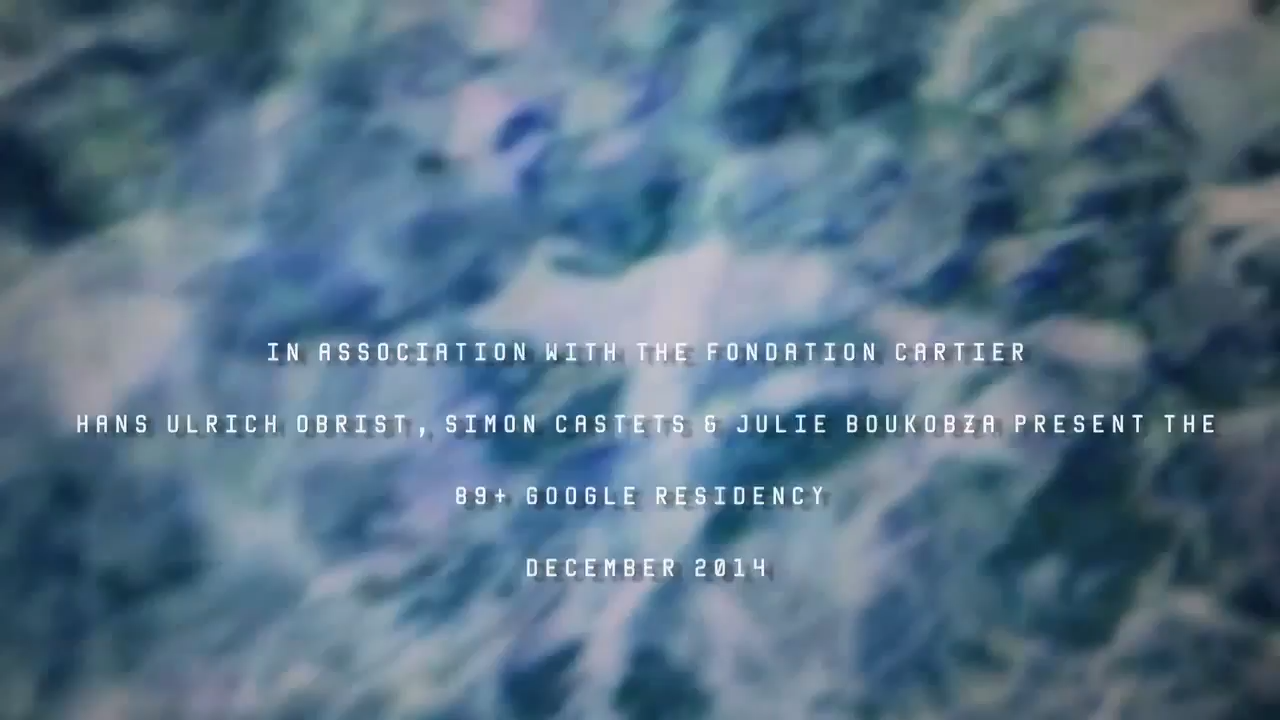 IN ASSOCIATION WITH THE FONDATION CARTIER
HANS ULRICH OBRIST, SIMON CASTETS & JULIE BOUKOBZA PRESENT THE
89+ GOOGLE RESIDENCY
DECEMBER 2014